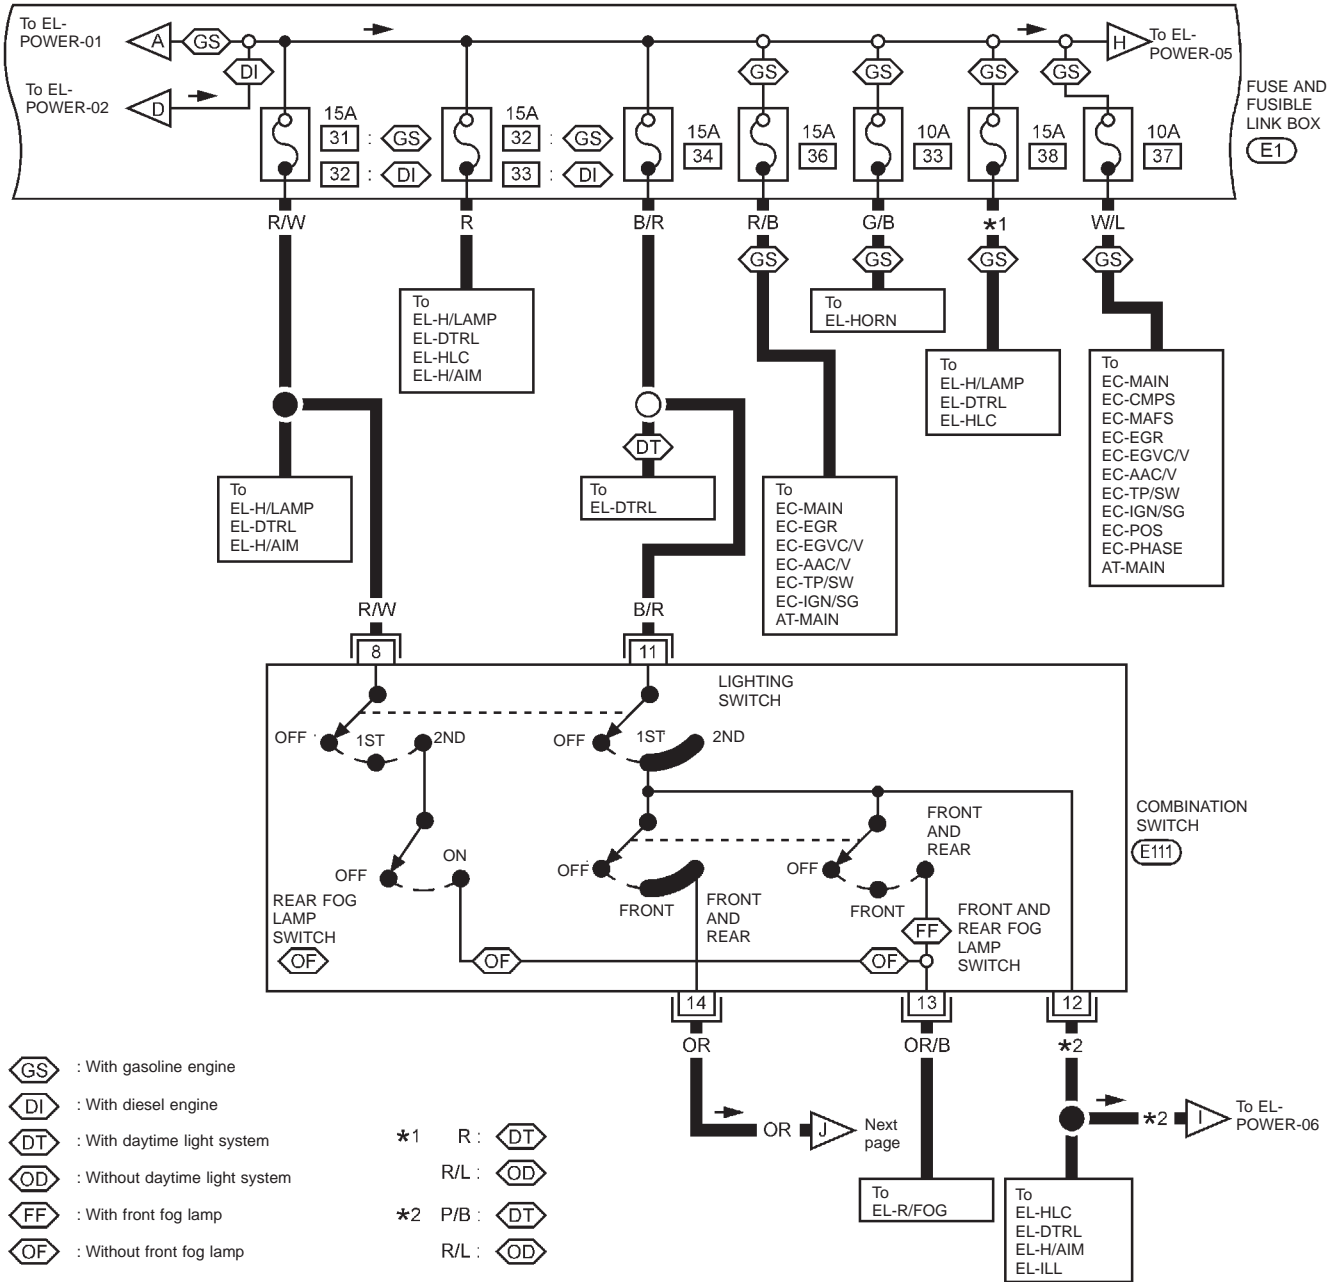 To EL-
POWER-01
A
GS
DI
To EL-
POWER-02
D
GS
GS
GS
GS
H
To EL-
POWER-05
FUSE AND
FUSIBLE
LINK BOX
E1
15A
31 : GS
32 : DI
15A
32 : GS
33 : DI
15A
34
15A
36
10A
33
15A
38
10A
37
R/W
R
B/R
R/B
G/B
*1
W/L
GS
GS
GS
GS
To
EL-H/LAMP
EL-DTRL
EL-HLC
EL-H/AIM
To
EL-HORN
To
EL-H/LAMP
EL-DTRL
EL-HLC
To
EC-MAIN
EC-CMPS
EC-MAFS
EC-EGR
EC-EGVC/V
EC-AAC/V
EC-TP/SW
EC-IGN/SG
EC-POS
EC-PHASE
AT-MAIN
DT
To
EL-H/LAMP
EL-DTRL
EL-H/AIM
To
EL-DTRL
To
EC-MAIN
EC-EGR
EC-EGVC/V
EC-AAC/V
EC-TP/SW
EC-IGN/SG
AT-MAIN
R/W
B/R
8
11
LIGHTING
SWITCH
OFF
1ST
2ND
OFF
1ST
2ND
COMBINATION
SWITCH
E111
OFF
ON
REAR FOG
LAMP
SWITCH
OF
OFF
FRONT
FRONT
AND
REAR
OFF
FRONT
FRONT
AND
REAR
FF
FRONT AND
REAR FOG
LAMP
SWITCH
OF
OF
14
13
12
OR
OR/B
*2
OR
J
Next
page
*2
I
To EL-
POWER-06
To
EL-R/FOG
To
EL-HLC
EL-DTRL
EL-H/AIM
EL-ILL
GS : With gasoline engine
DI : With diesel engine
DT : With daytime light system
OD : Without daytime light system
FF : With front fog lamp
OF : Without front fog lamp
*1 R : DT
R/L : OD
*2 P/B : DT
R/L : OD